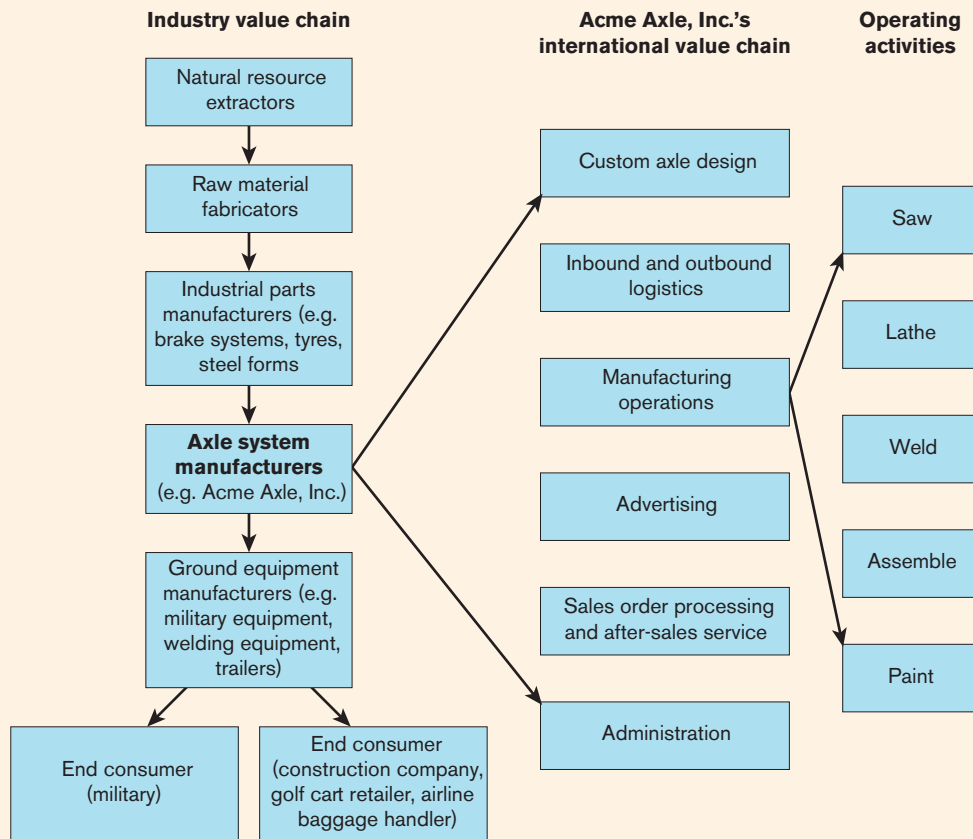 Industry value chain
Natural resource
extractors
Raw material
fabricators
Industrial parts
manufacturers (e.g.
brake systems, tyres,
steel forms
Axle system
manufacturers
(e.g. Acme Axle, Inc.)
Ground equipment
manufacturers (e.g.
military equipment,
welding equipment,
trailers)
End consumer
(military)
End consumer
(construction company,
golf cart retailer, airline
baggage handler)
Acme Axle, Inc.'s
international value chain
Custom axle design
Inbound and outbound
logistics
Manufacturing
operations
Advertising
Sales order processing
and after-sales service
Administration
Operating
activities
Saw
Lathe
Weld
Assemble
Paint